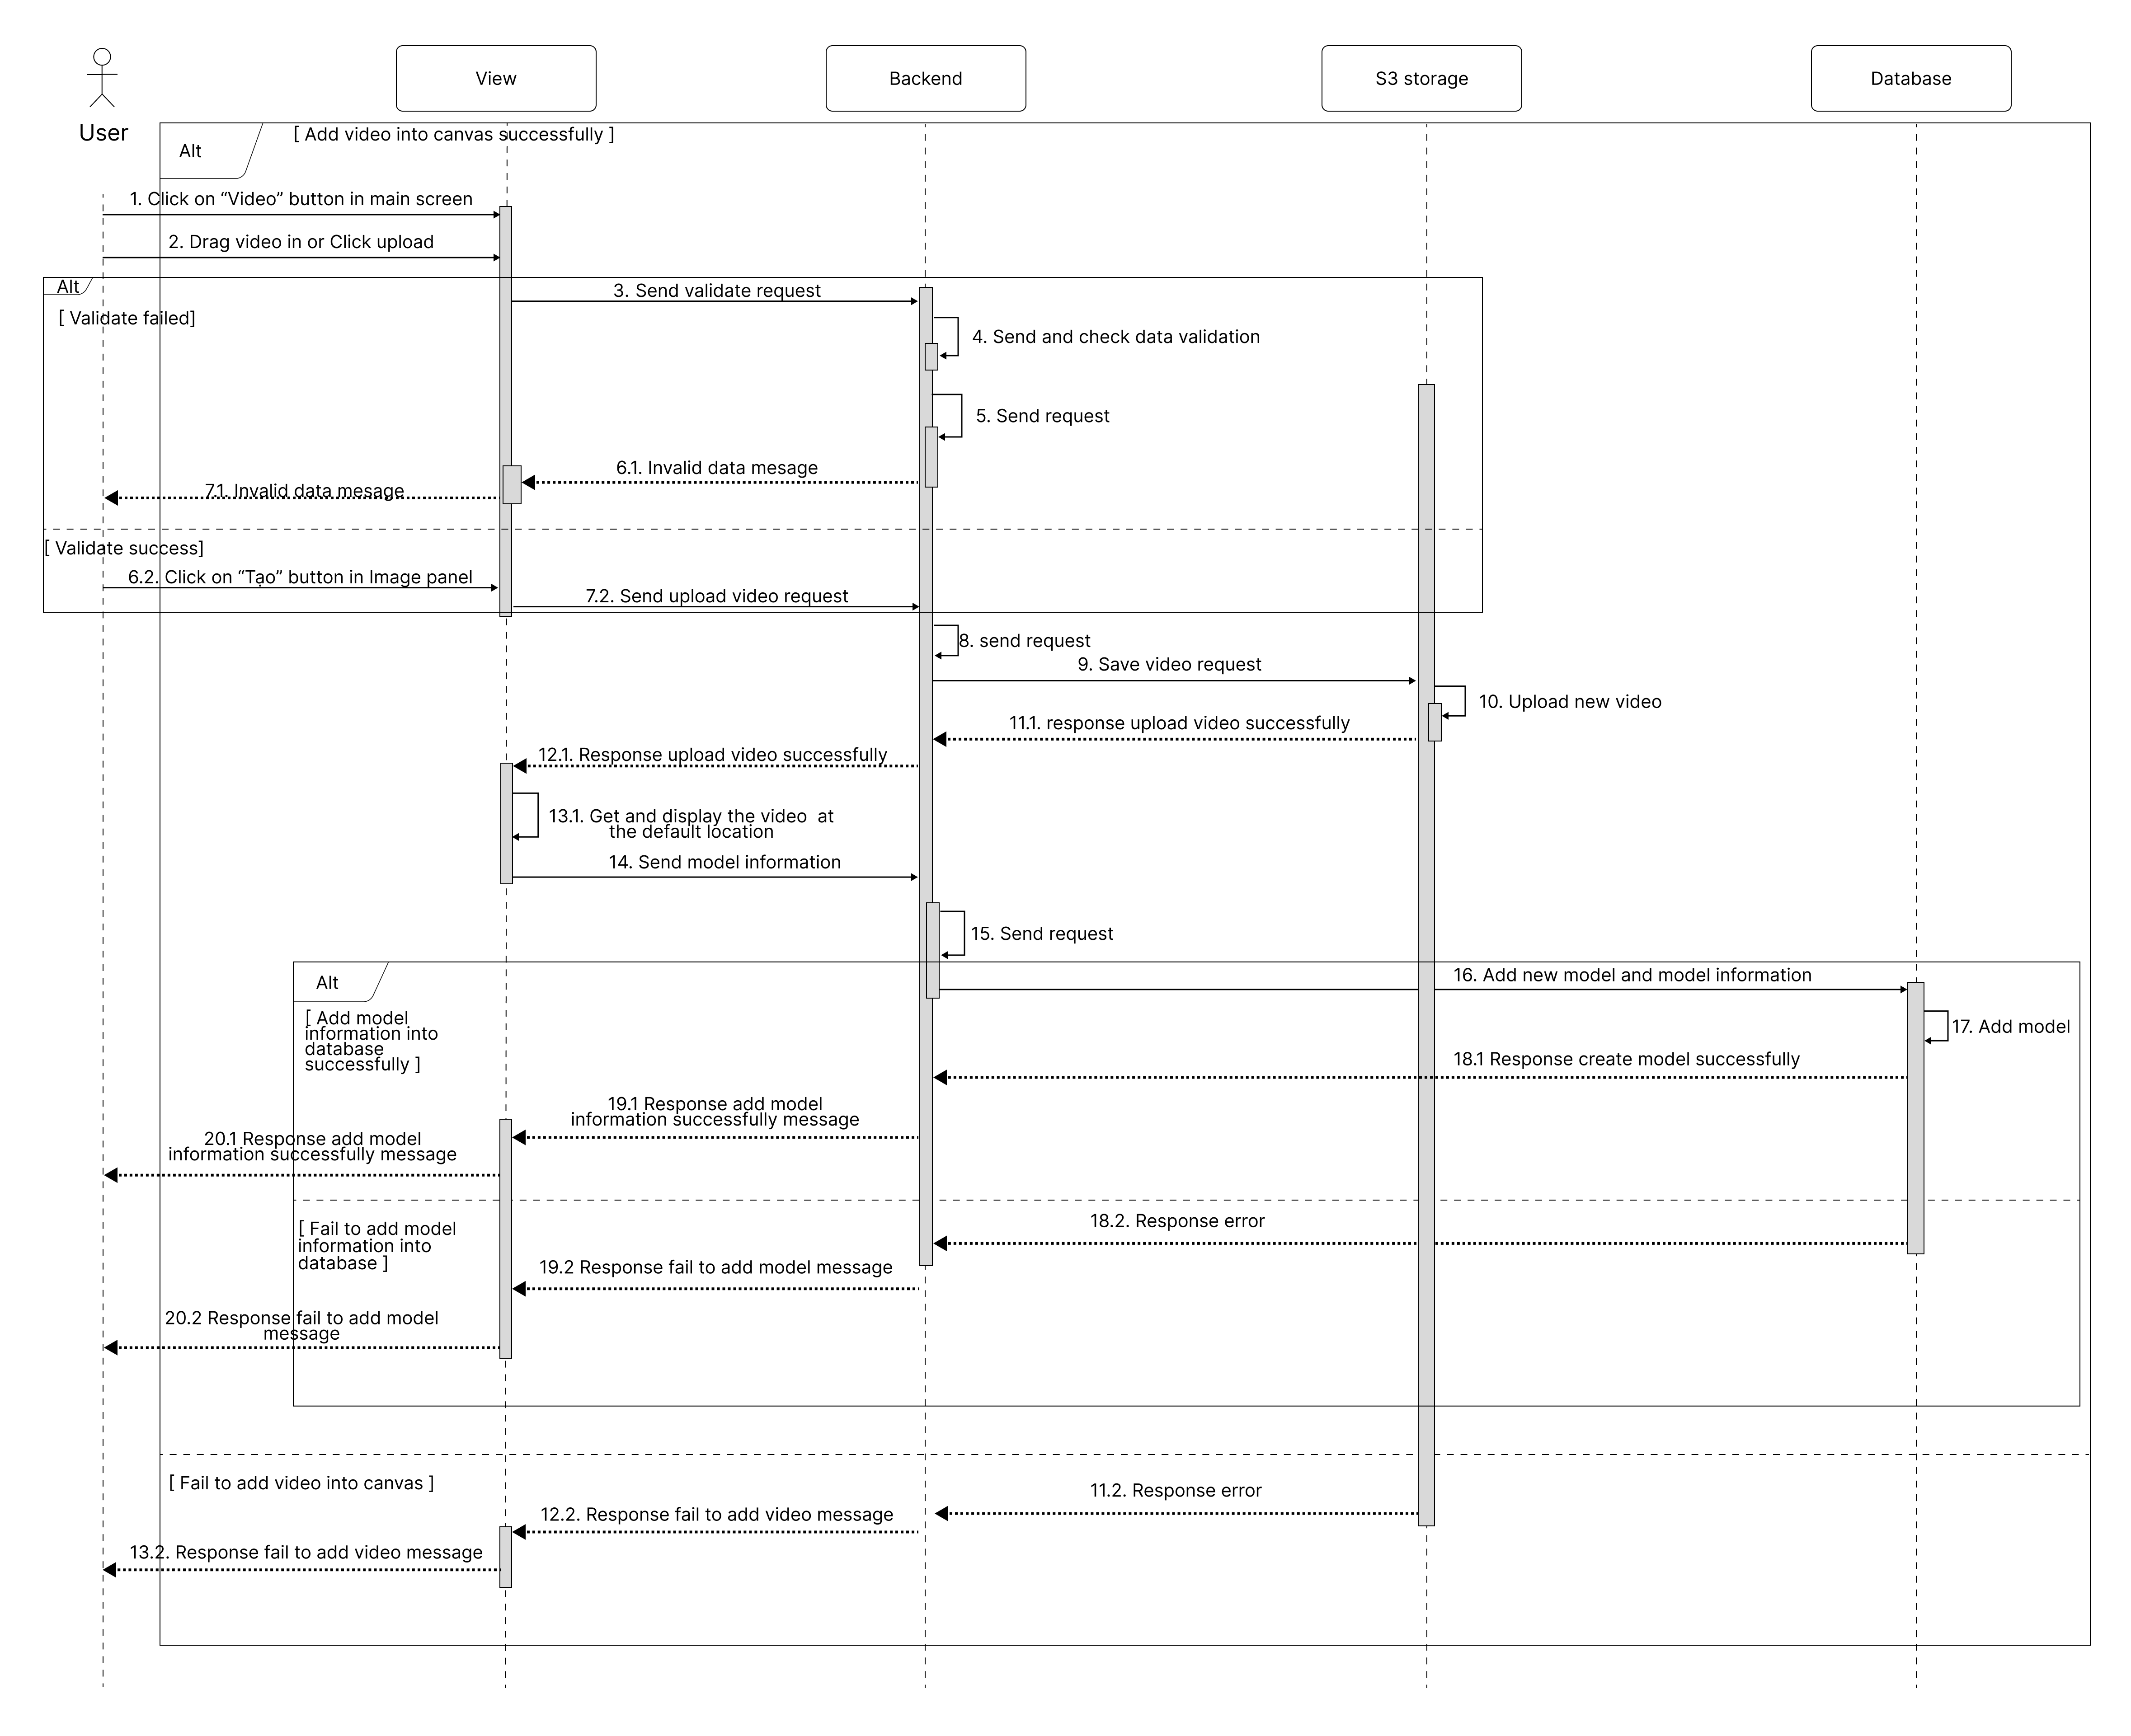 View
Backend
S3 storage
Database
User
Alt
[ Add video into canvas successfully ]
1. Click on “Video” button in main screen
2. Drag video in or Click upload
Alt
3. Send validate request
[ Validate failed]
4. Send and check data validation
5. Send request
6.1. Invalid data mesage
7.1. Invalid data mesage
[ Validate success]
6.2. Click on “Tạo” button in Image panel
7.2. Send upload video request
8. send request
9. Save video request
10. Upload new video
11.1. response upload video successfully
12.1. Response upload video successfully
13.1. Get and display the video  at
the default location
14. Send model information
15. Send request
Alt
16. Add new model and model information
[ Add model
information into
database
successfully ]
17. Add model
18.1 Response create model successfully
19.1 Response add model
information successfully message
20.1 Response add model
information successfully message
[ Fail to add model
information into
database ]
18.2. Response error
19.2 Response fail to add model message
20.2 Response fail to add model
message
[ Fail to add video into canvas ]
11.2. Response error
12.2. Response fail to add video message
13.2. Response fail to add video message